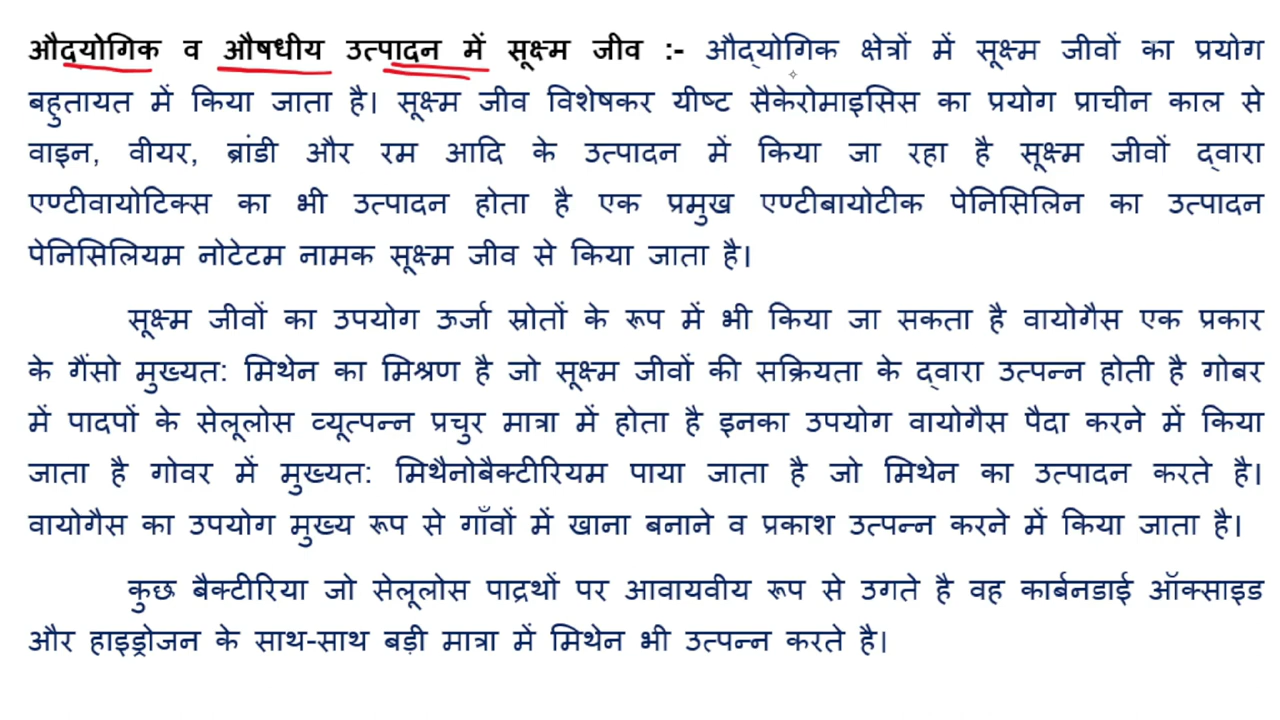 औद्योगिक व औषधीय उत्पादन में सूक्ष्म जीव :- औद्योगिक क्षेत्रों में सूक्ष्म जीवों का प्रयोग
बहुतायत में किया जाता है। सूक्ष्म जीव विशेषकर यीष्ट सैकेरोमाइसिस का प्रयोग प्राचीन काल से
वाइन, वीयर, ब्रांडी और रम आदि के उत्पादन में किया जा रहा है सूक्ष्म जीवों द्वारा
एण्टीवायोटिक्स का भी उत्पादन होता है एक प्रमुख एण्टीबायोटीक पेनिसिलिन का उत्पादन
पेनिसिलियम नोटेटम नामक सूक्ष्म जीव से किया जाता है।
सूक्ष्म जीवों का उपयोग ऊर्जा स्रोतों के रूप में भी किया जा सकता है वायोगैस एक प्रकार
के गैंसो मुख्यत: मिथेन का मिश्रण है जो सूक्ष्म जीवों की सक्रियता के द्वारा उत्पन्न होती है गोबर
में पादपों के सेलूलोस व्यूत्पन्न प्रचुर मात्रा में होता है इनका उपयोग वायोगैस पैदा करने में किया
जाता है गोवर में मुख्यत: मिथैनोबैक्टीरियम पाया जाता है जो मिथेन का उत्पादन करते है।
वायोगैस का उपयोग मुख्य रूप से गाँवों में खाना बनाने व प्रकाश उत्पन्न करने में किया जाता है।
कुछ बैक्टीरिया जो सेलूलोस पाद्रथों पर आवायवीय रूप से उगते है वह कार्बनडाई ऑक्साइड
और हाइड्रोजन के साथ-साथ बड़ी मात्रा में मिथेन भी उत्पन्न करते है।